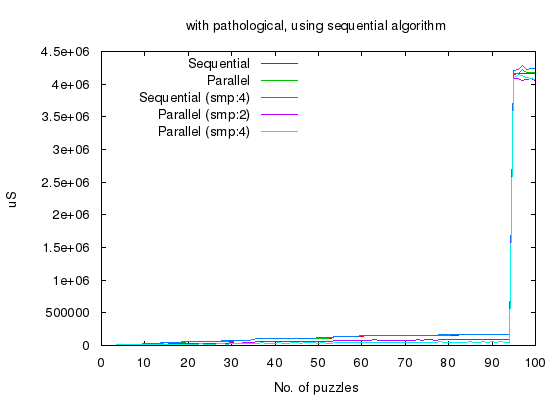 with pathological, using sequential algorithm
4.5e+06
4e+06
3.5e+06
3e+06
2.5e+06
2e+06
1.5e+06
1e+06
500000
0
uS
Sequential
Parallel
Sequential (smp:4)
Parallel (smp:2)
Parallel (smp:4)
0 10 20 30 40 50 60 70 80 90 100
No. of puzzles